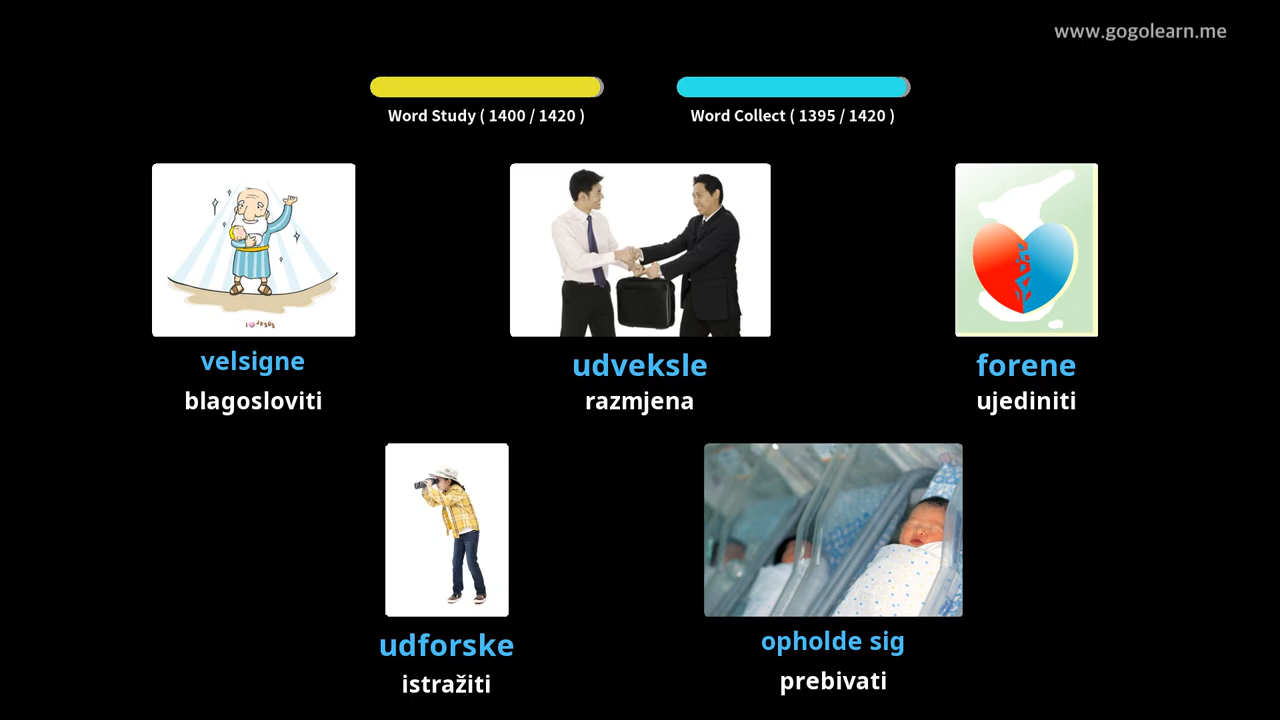 www.gogolearn.me
Word Study ( 1400 / 1420 )
Word Collect ( 1395 / 1420 )
I JESUS
velsigne
blagosloviti
udveksle
razmjena
forene
ujediniti
udforske
istražiti
opholde sig
prebivati